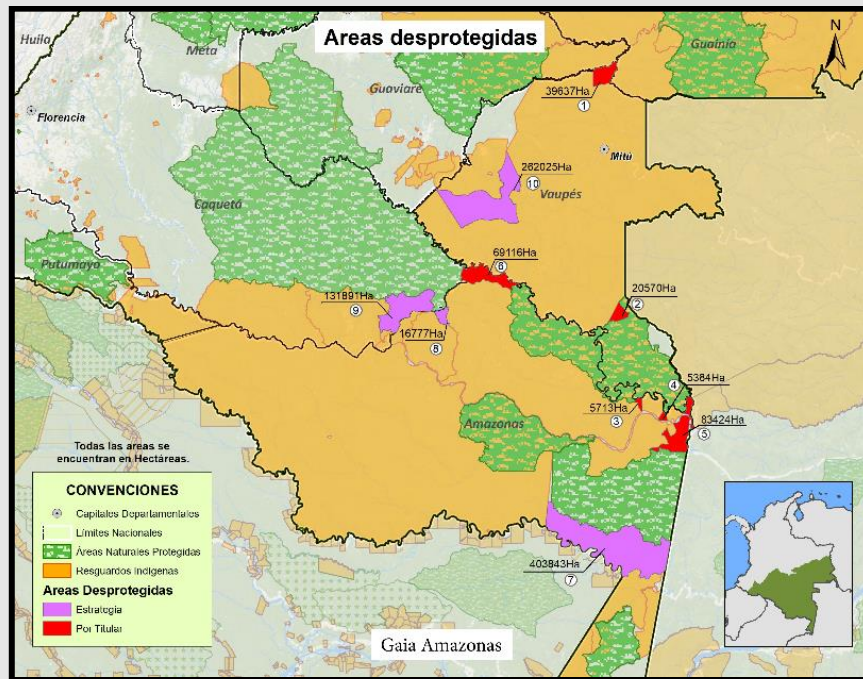 Areas desprotegidas
N
Huila
Meta
Guainía
Guaviare
39637Ha
1
Florencia
Mitú
262025Ha
10
Vaupés
Caquetá
69116Ha
6
Putumayo
20570Ha
2
131891Ha
9
16777Ha
8
5384Ha
4
5713Ha
3
83424Ha
5
Amazonas
Todas las areas se
encuentran en Hectáreas.
CONVENCIONES
Capitales Departamentales
Límites Nacionales
Áreas Naturales Protegidas
Resguardos Indigenas
Areas Desprotegidas
Estrategia
Por Titular
403843Ha
7
Gaia Amazonas